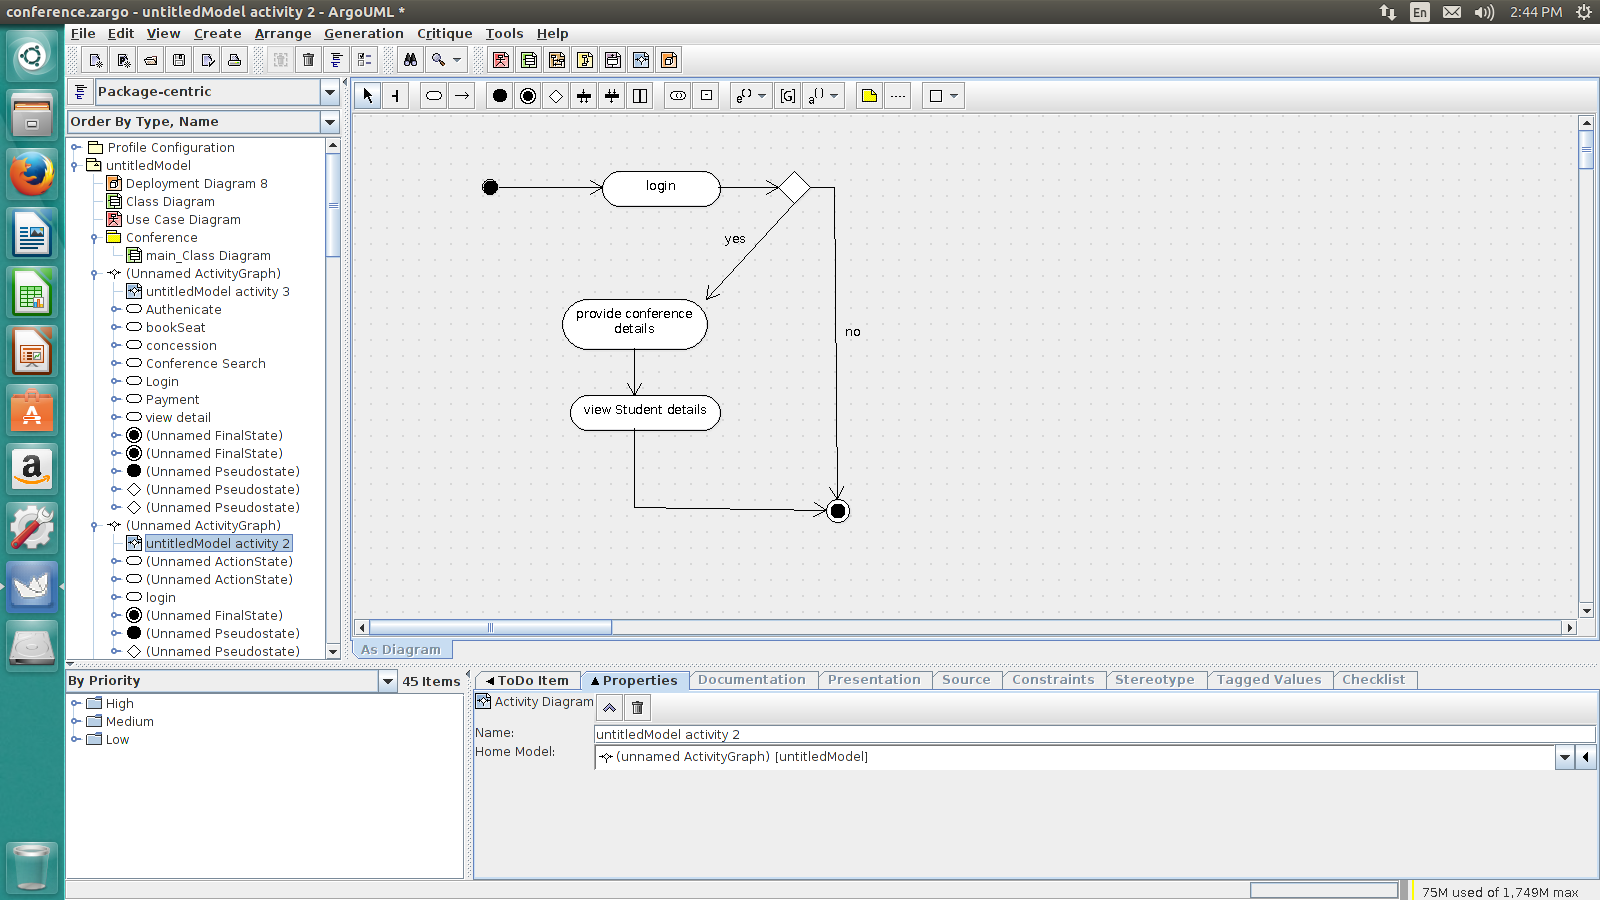 conference.zargo - untitledModel activity 2 - ArgoUML *
En
2:44 PM
File Edit View Create Arrange Generation Critique Tools Help
Package-centric
Order By Type, Name
Profile Configuration
untitledModel
Deployment Diagram 8
Class Diagram
Use Case Diagram
Conference
main_Class Diagram
(Unnamed ActivityGraph)
untitledModel activity 3
Authenicate
bookSeat
concession
Conference Search
Login
Payment
view detail
(Unnamed FinalState)
(Unnamed FinalState)
(Unnamed Pseudostate)
(Unnamed Pseudostate)
(Unnamed Pseudostate)
(Unnamed ActivityGraph)
untitledModel activity 2
(Unnamed ActionState)
(Unnamed ActionState)
login
(Unnamed FinalState)
(Unnamed Pseudostate)
(Unnamed Pseudostate)
e()
[G]
a()
login
yes
provide conference
details
no
view Student details
As Diagram
By Priority
45 Items
High
Medium
Low
ToDo Item
Properties
Documentation
Presentation
Source
Constraints
Stereotype
Tagged Values
Checklist
Activity Diagram
Name:
untitledModel activity 2
Home Model:
(unnamed ActivityGraph) [untitledModel]
75M used of 1,749M max